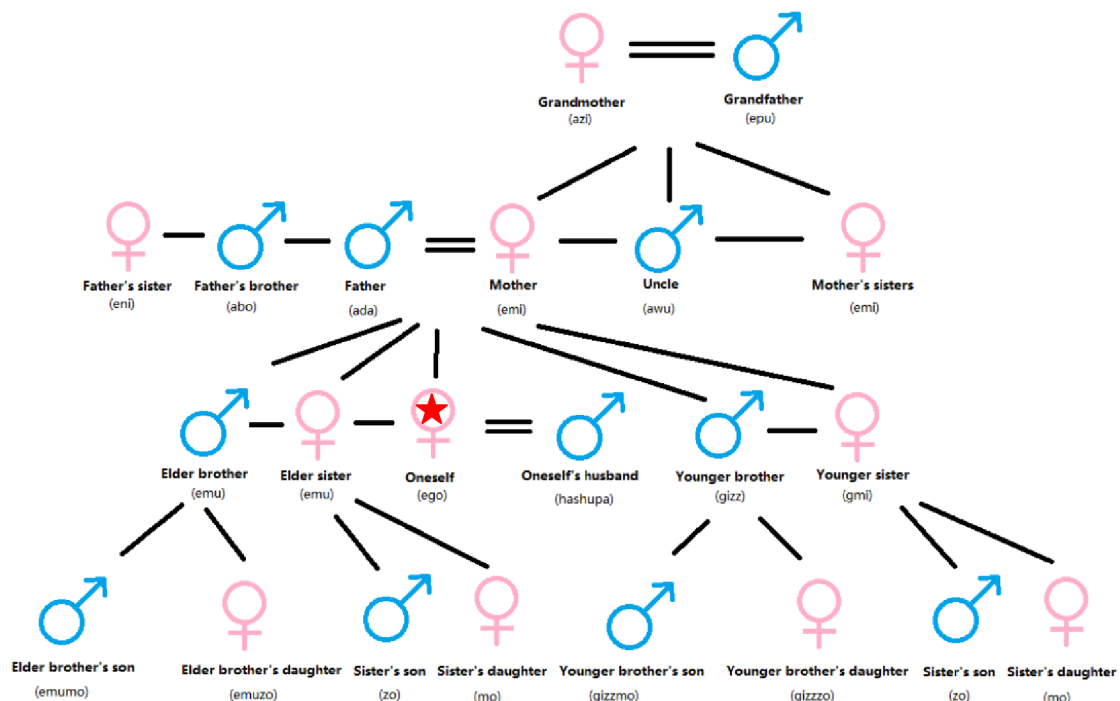 Grandmother
(azi)
Grandfather
(epu)
Father's sister
(eni)
Father's brother
(abo)
Father
(ada)
Mother
(emi)
Uncle
(awu)
Mother's sisters
(emi)
Elder brother
(emu)
Elder sister
(emu)
Oneself
(ego)
Oneself's husband
(hashupa)
Younger brother
(gizz)
Younger sister
(gmi)
Elder brother's son
(emumo)
Elder brother's daughter
(emuzo)
Sister's son
(zo)
Sister's daughter
(mo)
Younger brother's son
(gizzmo)
Younger brother's daughter
(gizzzo)
Sister's son
(zo)
Sister's daughter
(mo)